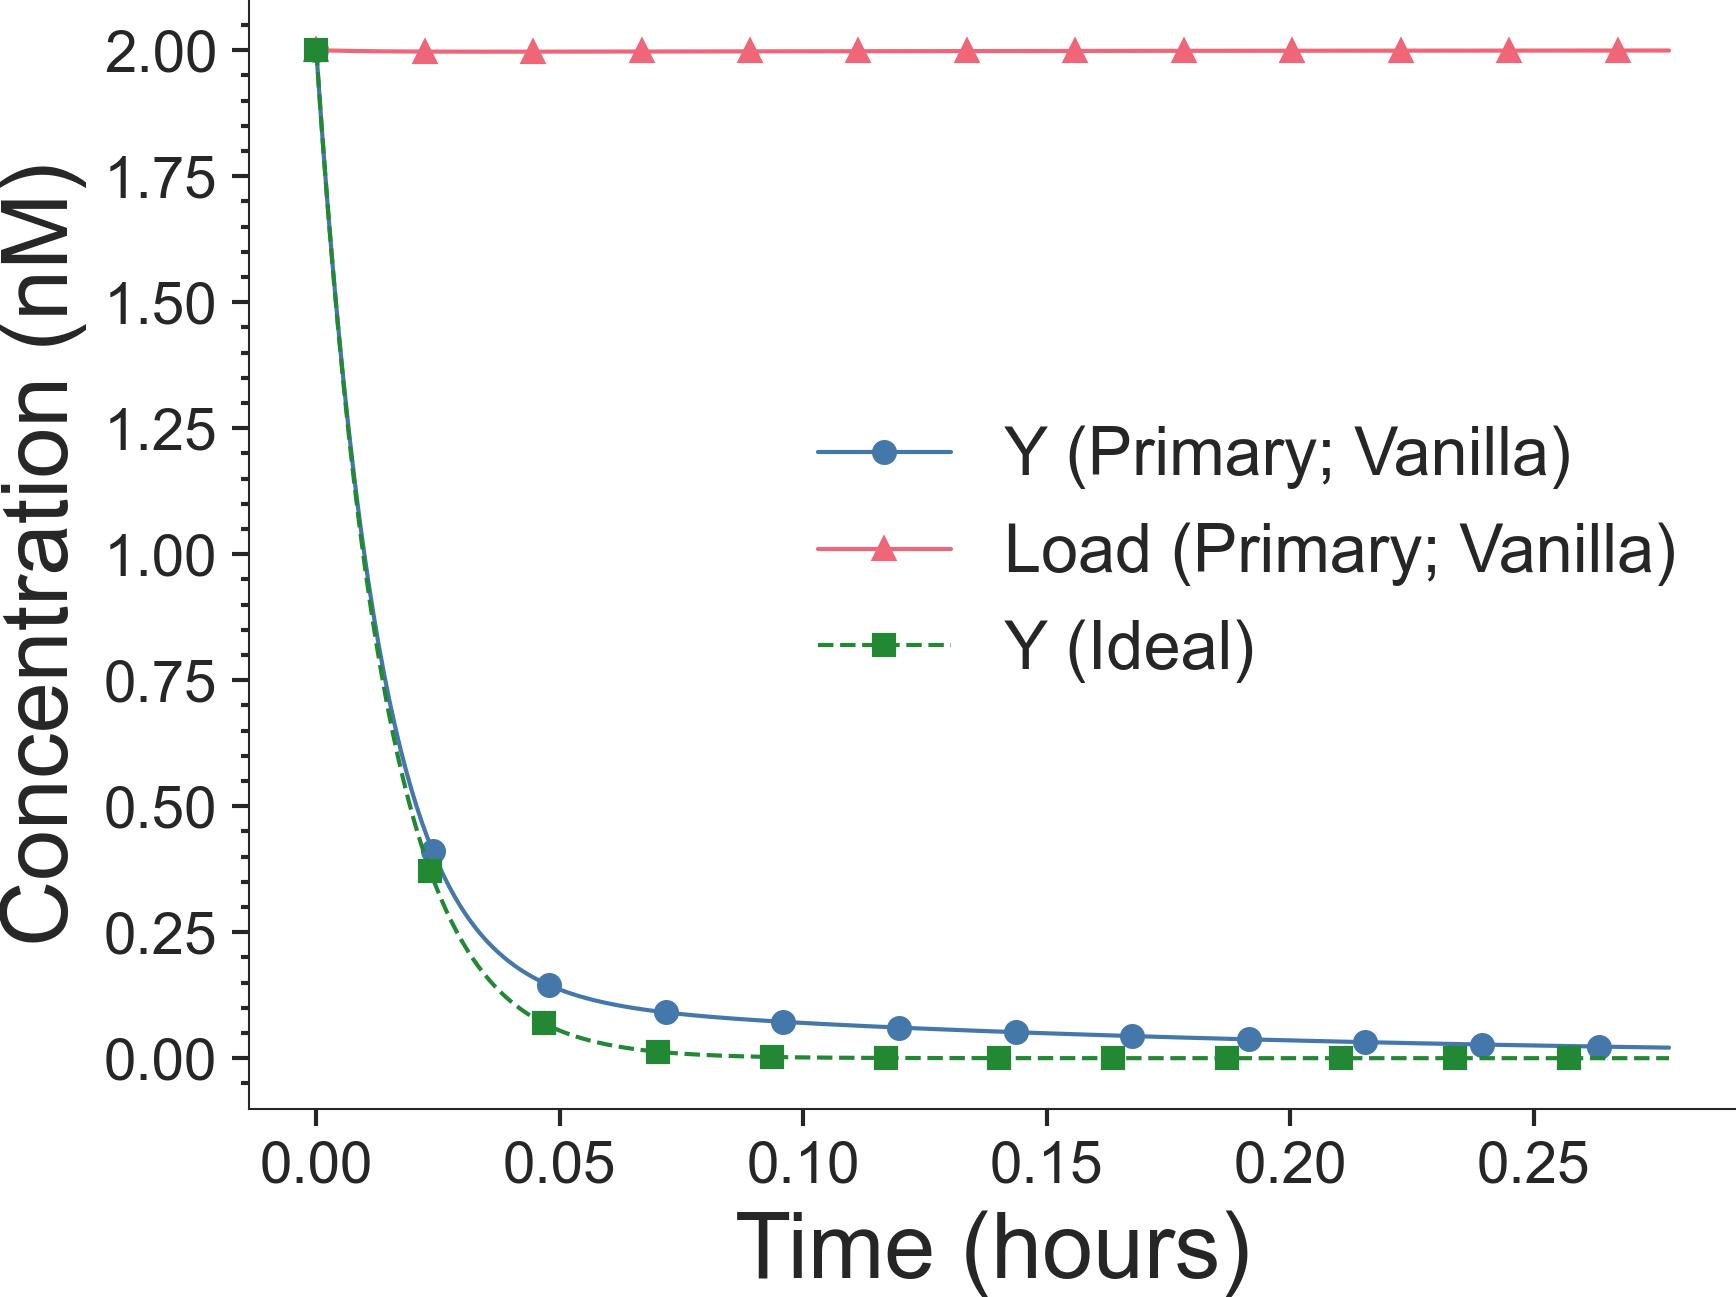 Concentration (nM)
2.00
1.75
1.50
1.25
1.00
0.75
0.50
0.25
0.00
Y (Primary; Vanilla)
Load (Primary; Vanilla)
Y (Ideal)
0.00 0.05 0.10 0.15 0.20 0.25
Time (hours)